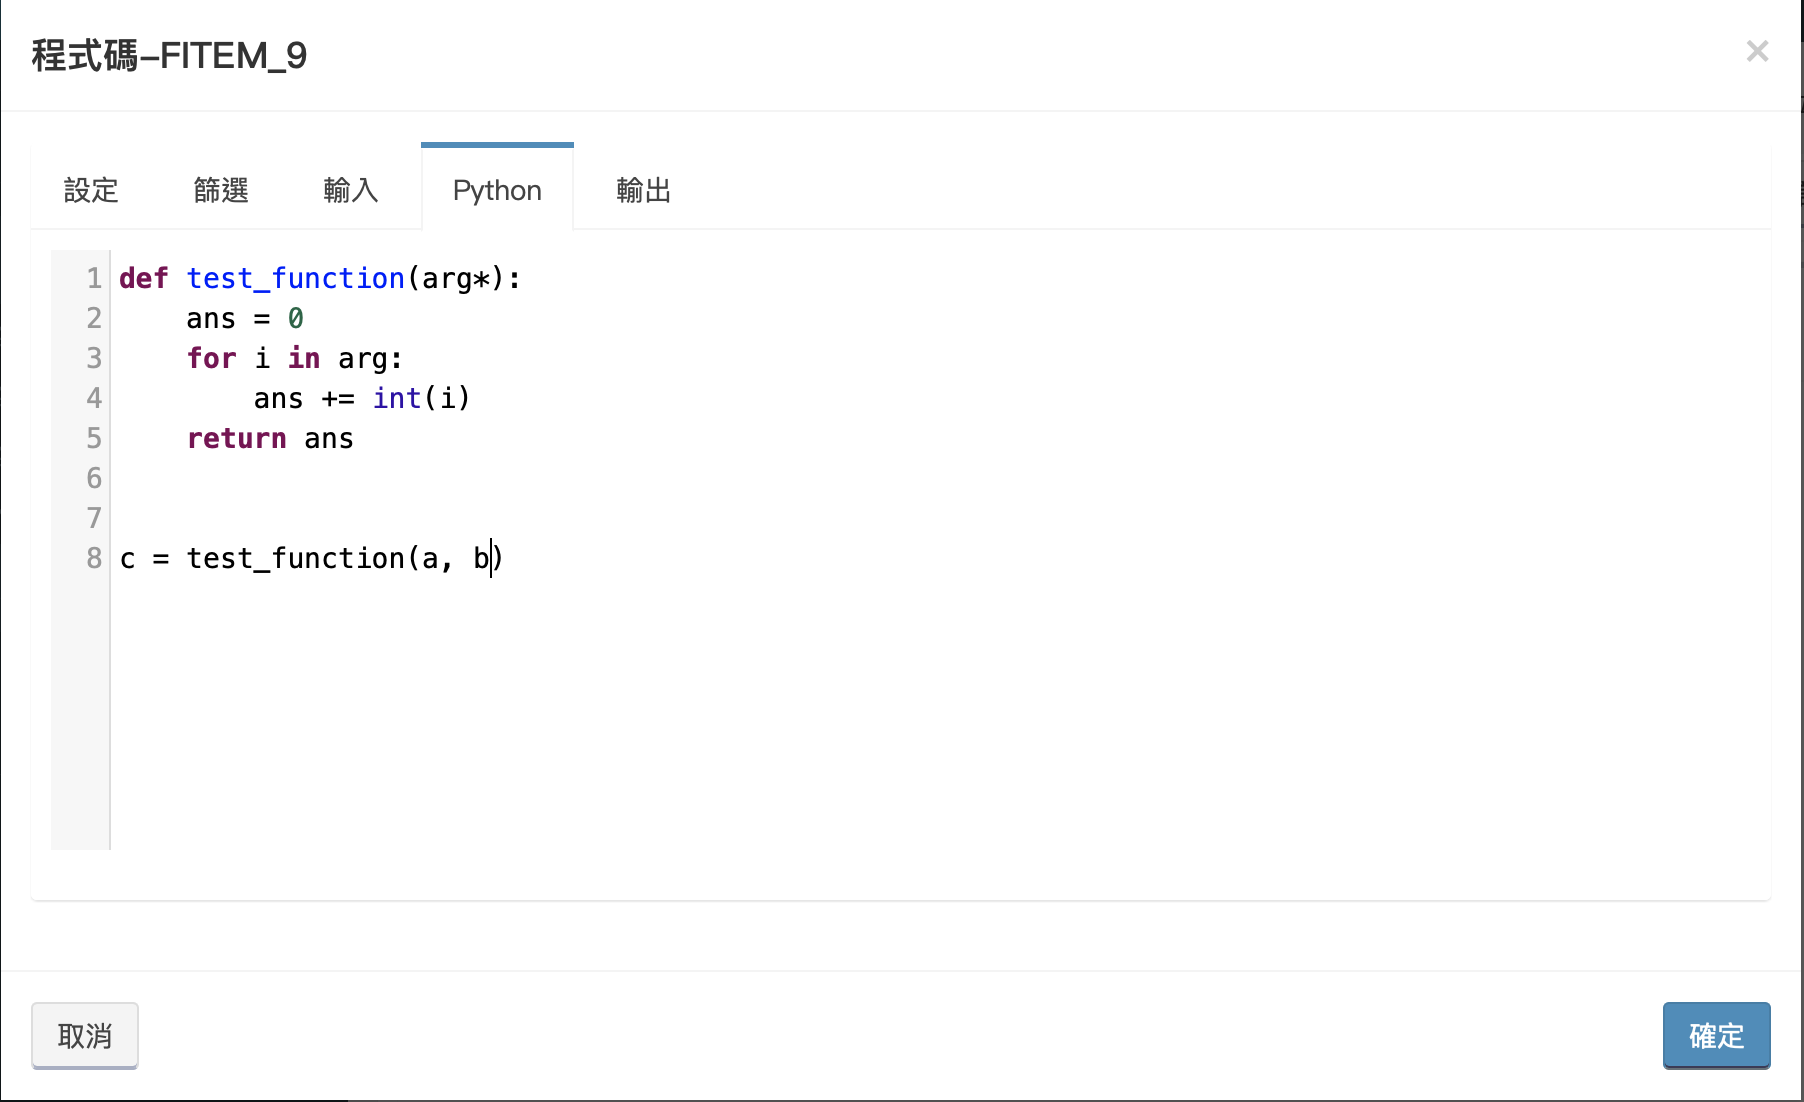 程式碼-FITEM_9
×
設定 篩選 輸入 Python 輸出
1 def test_function(arg*):
2     ans = 0
3     for i in arg:
4         ans += int(i)
5     return ans
6
7
8 c = test_function(a, b)
取消 確定